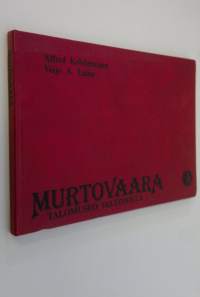 Alfred Kolehmainen
Veijo A. Laine
MURTOVAARA
TALOMUSEO VALTIMOLLA